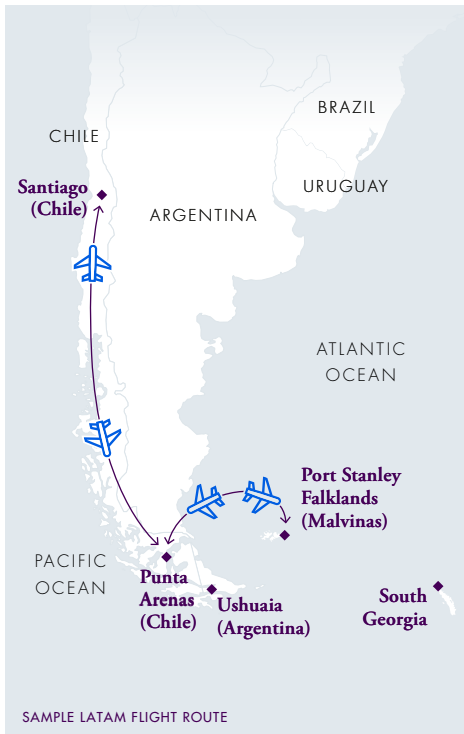 BRAZIL
CHILE
Santiago
(Chile)
URUGUAY
ARGENTINA
ATLANTIC
OCEAN
Port Stanley
Falklands
(Malvinas)
PACIFIC
OCEAN
Punta
Arenas
(Chile)
Ushuaia
(Argentina)
South
Georgia
SAMPLE LATAM FLIGHT ROUTE